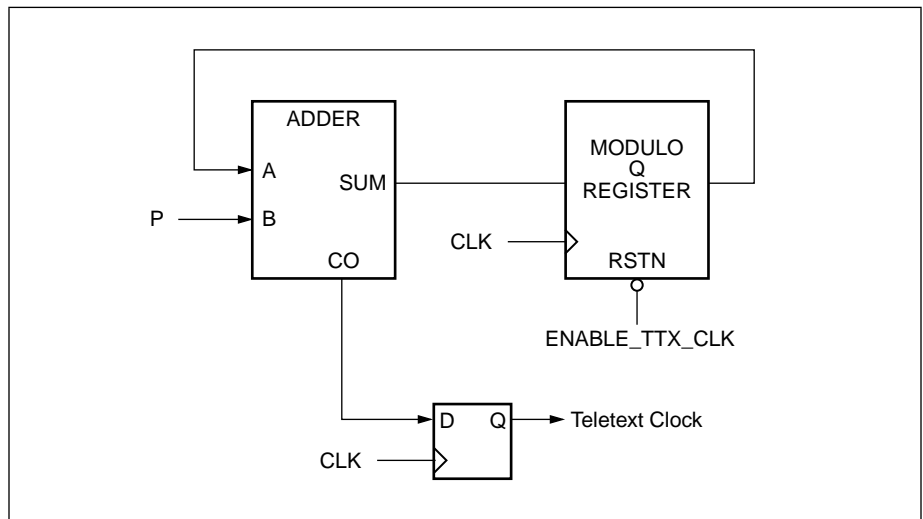 ADDER
A
SUM
P
B
CO
MODULO
Q
REGISTER
CLK
RSTN
ENABLE_TTX_CLK
D
Q
Teletext Clock
CLK